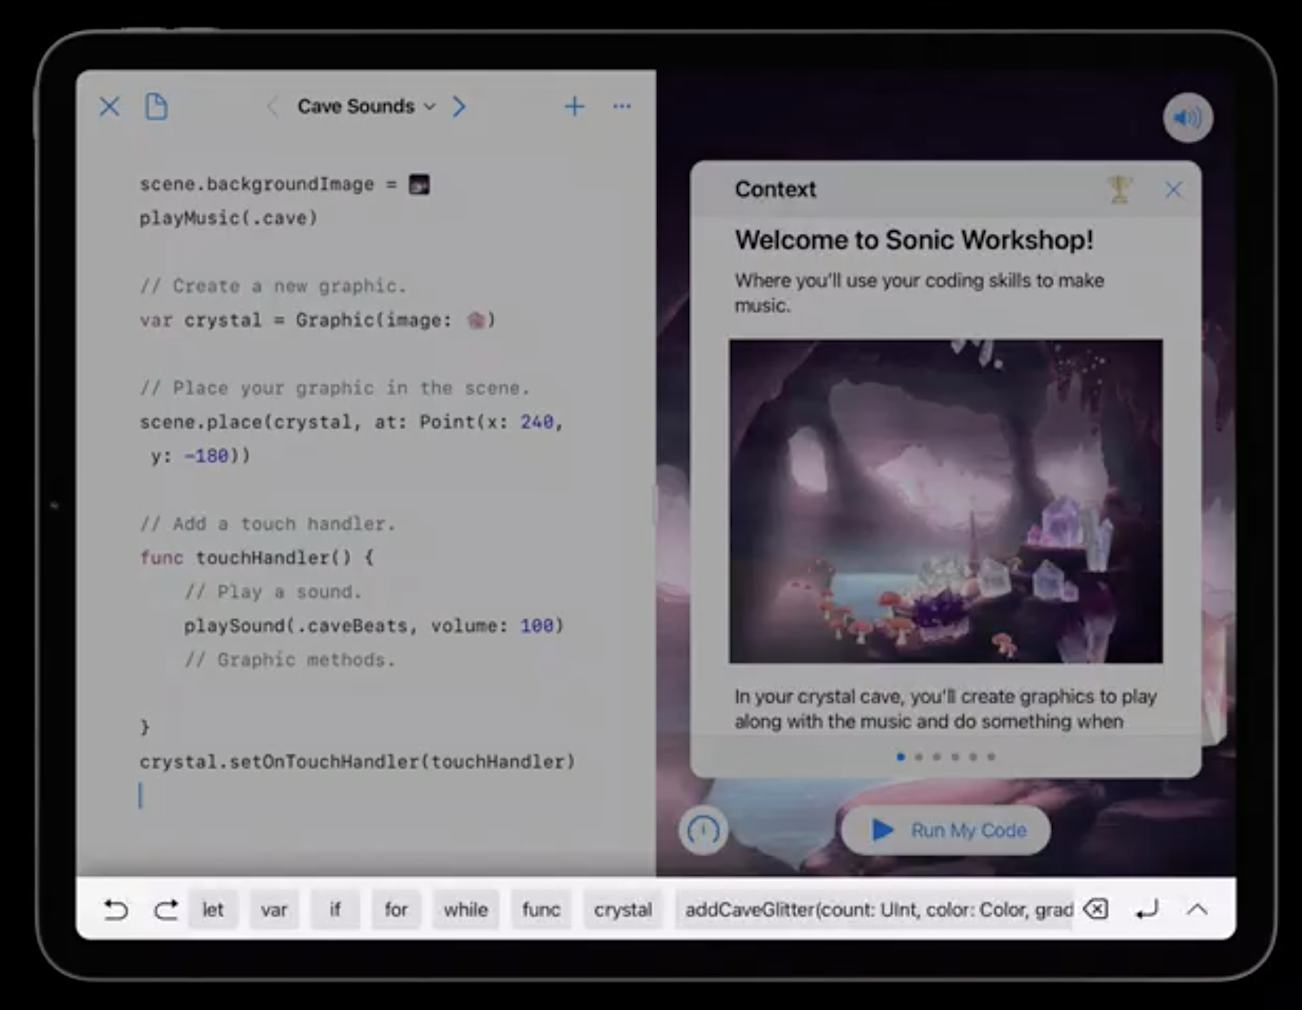 Cave Sounds
scene.backgroundImage =
playMusic(.cave)
// Create a new graphic.
var crystal = Graphic(image: )
// Place your graphic in the scene.
scene.place(crystal, at: Point(x: 240,
y: -180))
// Add a touch handler.
func touchHandler() {
// Play a sound.
playSound(.caveBeats, volume: 100)
// Graphic methods.
}
crystal.setOnTouchHandler(touchHandler)
Context
Welcome to Sonic Workshop!
Where you'll use your coding skills to make
music.
In your crystal cave, you'll create graphics to play
along with the music and do something when
Run My Code
let var if for while func crystal addCaveGlitter(count: UInt, color: Color, grad